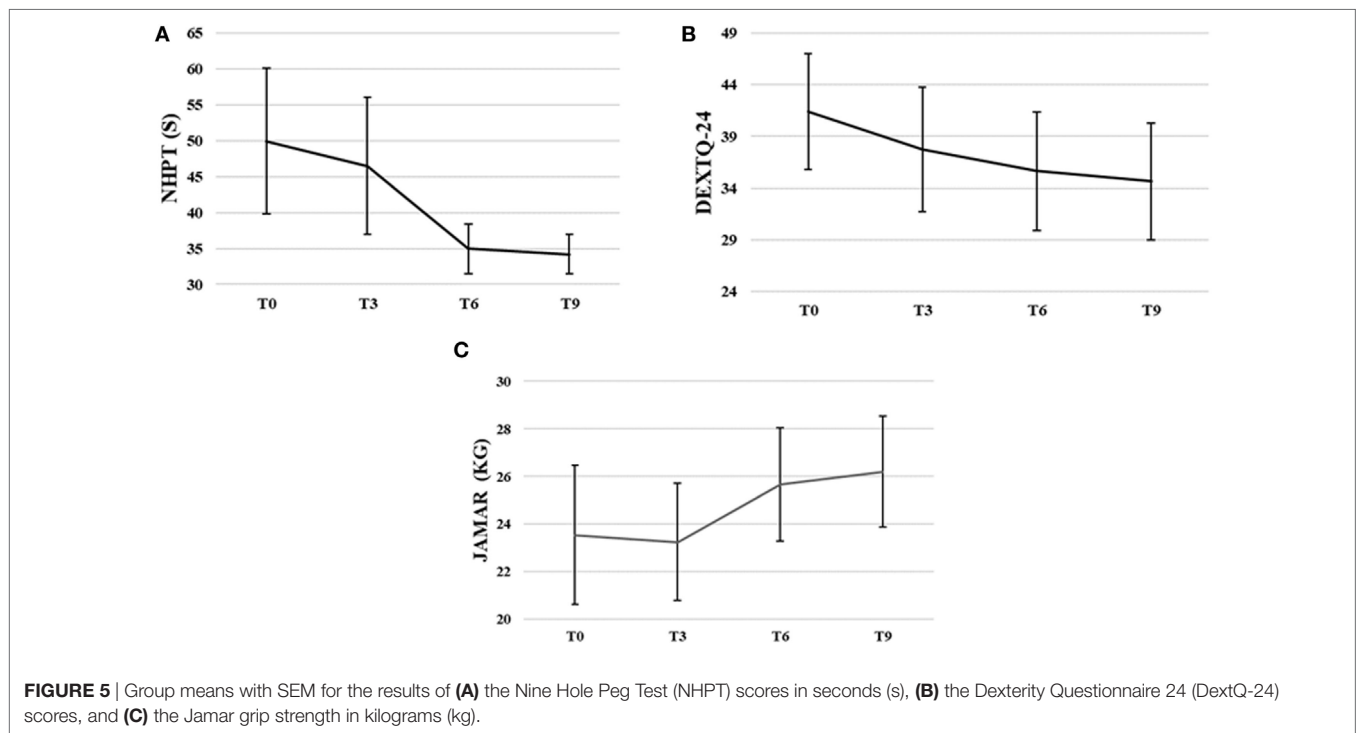 A
65
60
55
50
45
40
35
30
NHPT (S)
T0 T3 T6 T9
B
49
44
39
34
29
24
DEXTQ-24
T0 T3 T6 T9
C
30
28
26
24
22
20
JAMAR (KG)
T0 T3 T6 T9
FIGURE 5 | Group means with SEM for the results of (A) the Nine Hole Peg Test (NHPT) scores in seconds (s), (B) the Dexterity Questionnaire 24 (DextQ-24)
scores, and (C) the Jamar grip strength in kilograms (kg).